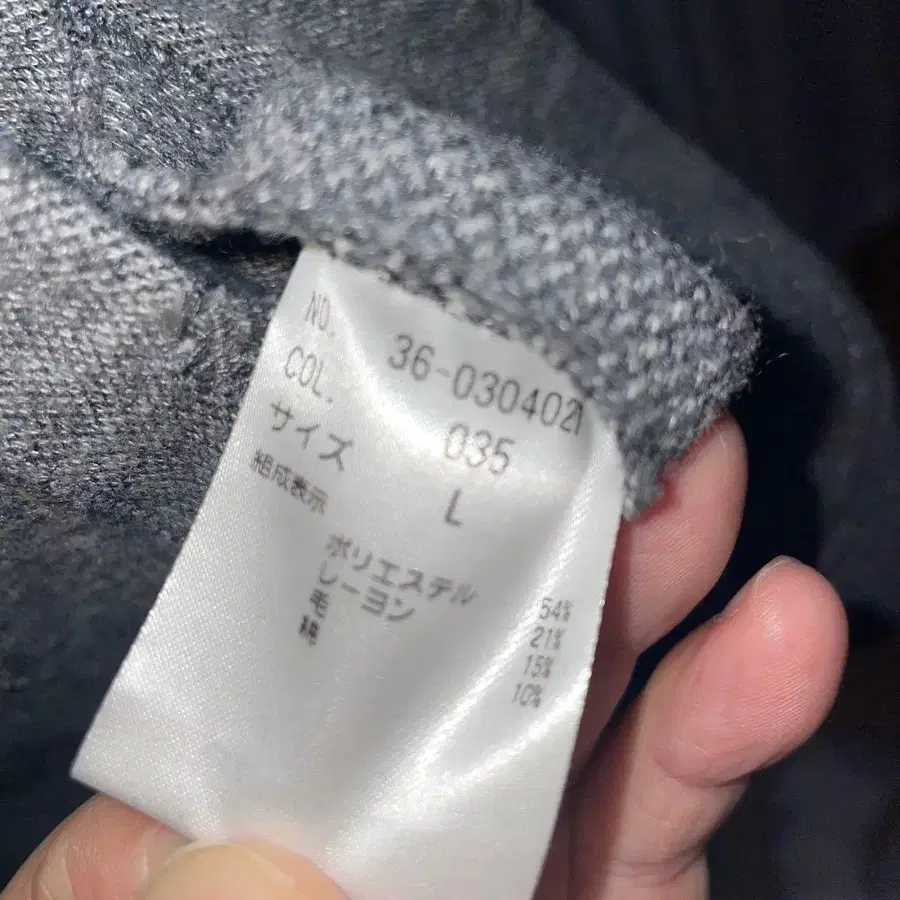 NO. 36-0304021
COL. 035
サイズ L
組成表示
ポリエステル 54%
レーヨン 21%
毛 15%
綿 10%